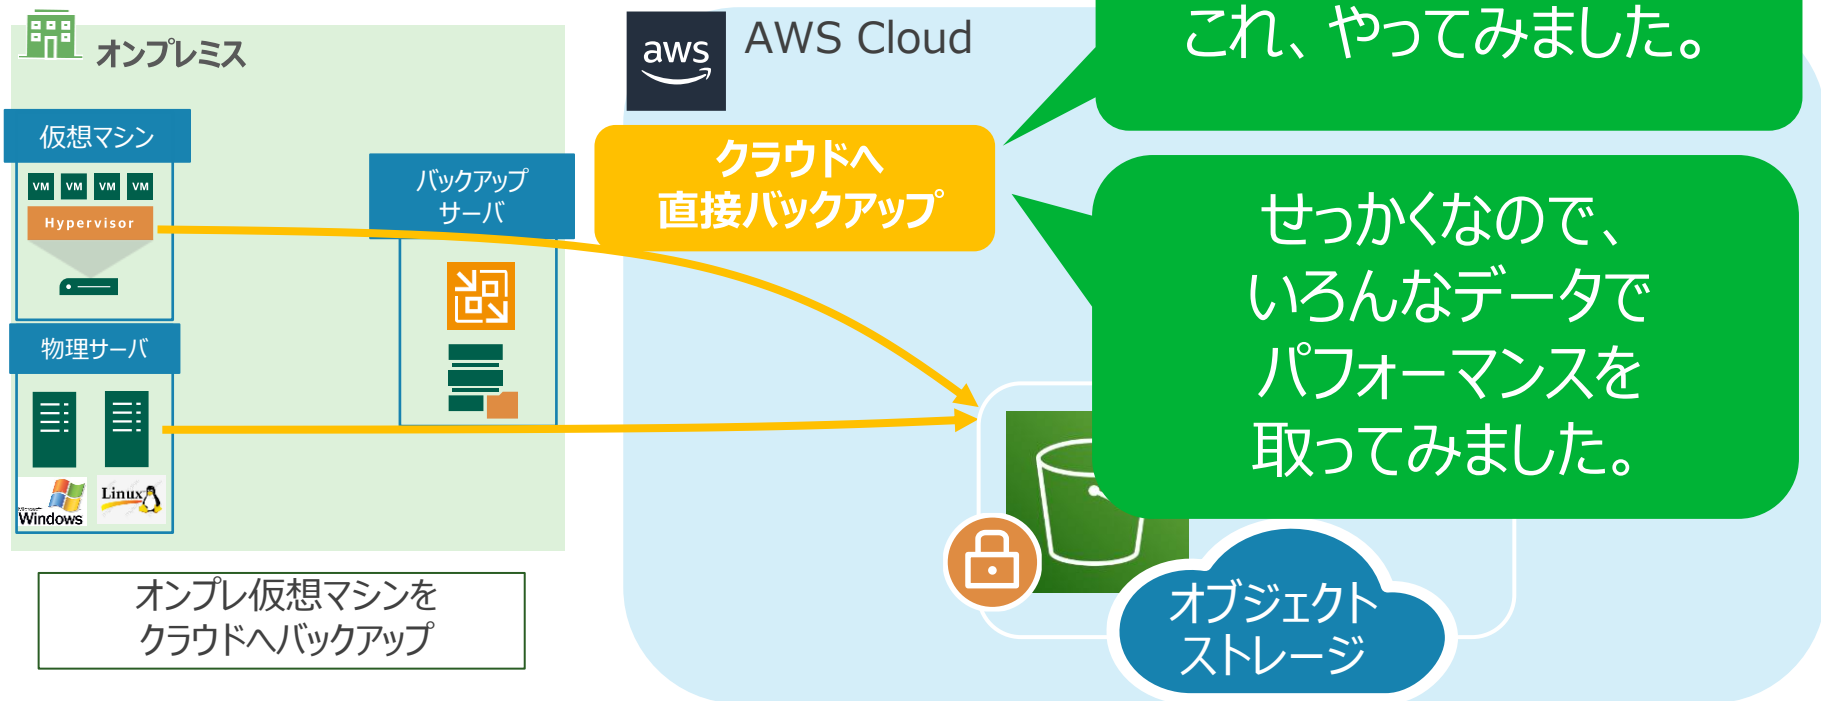 オンプレミス
仮想マシン
VM VM VM VM
Hypervisor
物理サーバ
Windows
Linux
バックアップ
サーバ
オンプレ仮想マシンを
クラウドへバックアップ
aws
AWS Cloud
クラウドへ
直接バックアップ
これ、やってみました。
せっかくなので、
いろんなデータで
パフォーマンスを
取ってみました。
オブジェクト
ストレージ